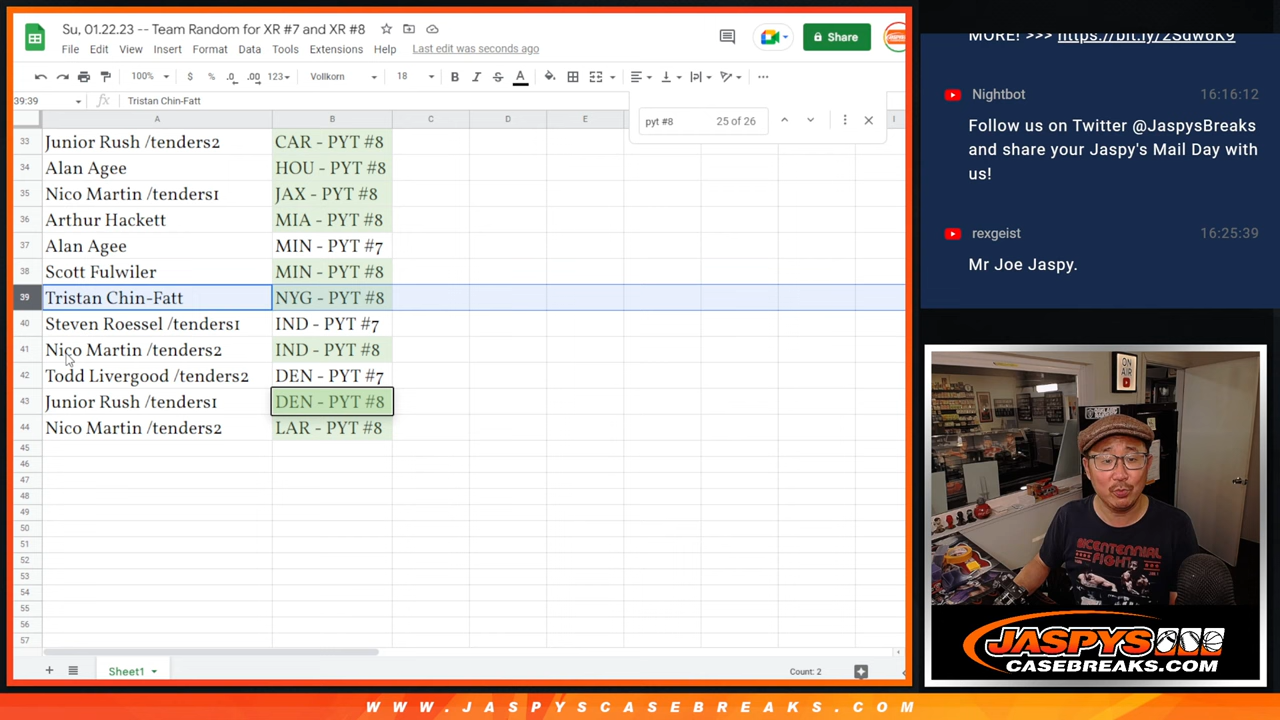 Su, 01.22.23 -- Team Random for XR #7 and XR #8
File Edit View Insert Format Data Tools Extensions Help Last edit was seconds ago
Share
100% $ % .0 .00 123 Vollkorn 18 B I S A
39:39 fx Tristan Chin-Fatt
pyt #8 25 of 26
A B C D E I
33 Junior Rush /tenders2 CAR - PYT #8
34 Alan Agee HOU - PYT #8
35 Nico Martin /tenders1 JAX - PYT #8
36 Arthur Hackett MIA - PYT #8
37 Alan Agee MIN - PYT #7
38 Scott Fulwiler MIN - PYT #8
39 Tristan Chin-Fatt NYG - PYT #8
40 Steven Roessel /tenders1 IND - PYT #7
41 Nico Martin /tenders2 IND - PYT #8
42 Todd Livergood /tenders2 DEN - PYT #7
43 Junior Rush /tenders1 DEN - PYT #8
44 Nico Martin /tenders2 LAR - PYT #8
45
46
47
48
49
50
51
52
53
54
55
56
57
Sheet1
Count: 2
MORE! >>> https://bit.ly/2Sdw6K9
Nightbot 16:16:12
Follow us on Twitter @JaspysBreaks
and share your Jaspy's Mail Day with
us!
rexgeist 16:25:39
Mr Joe Jaspy.
ON
AIR
BICENTENNIAL
FIGHT
JASPYS
CASEBREAKS.COM
WWW.JASPYSCASEBREAKS.COM